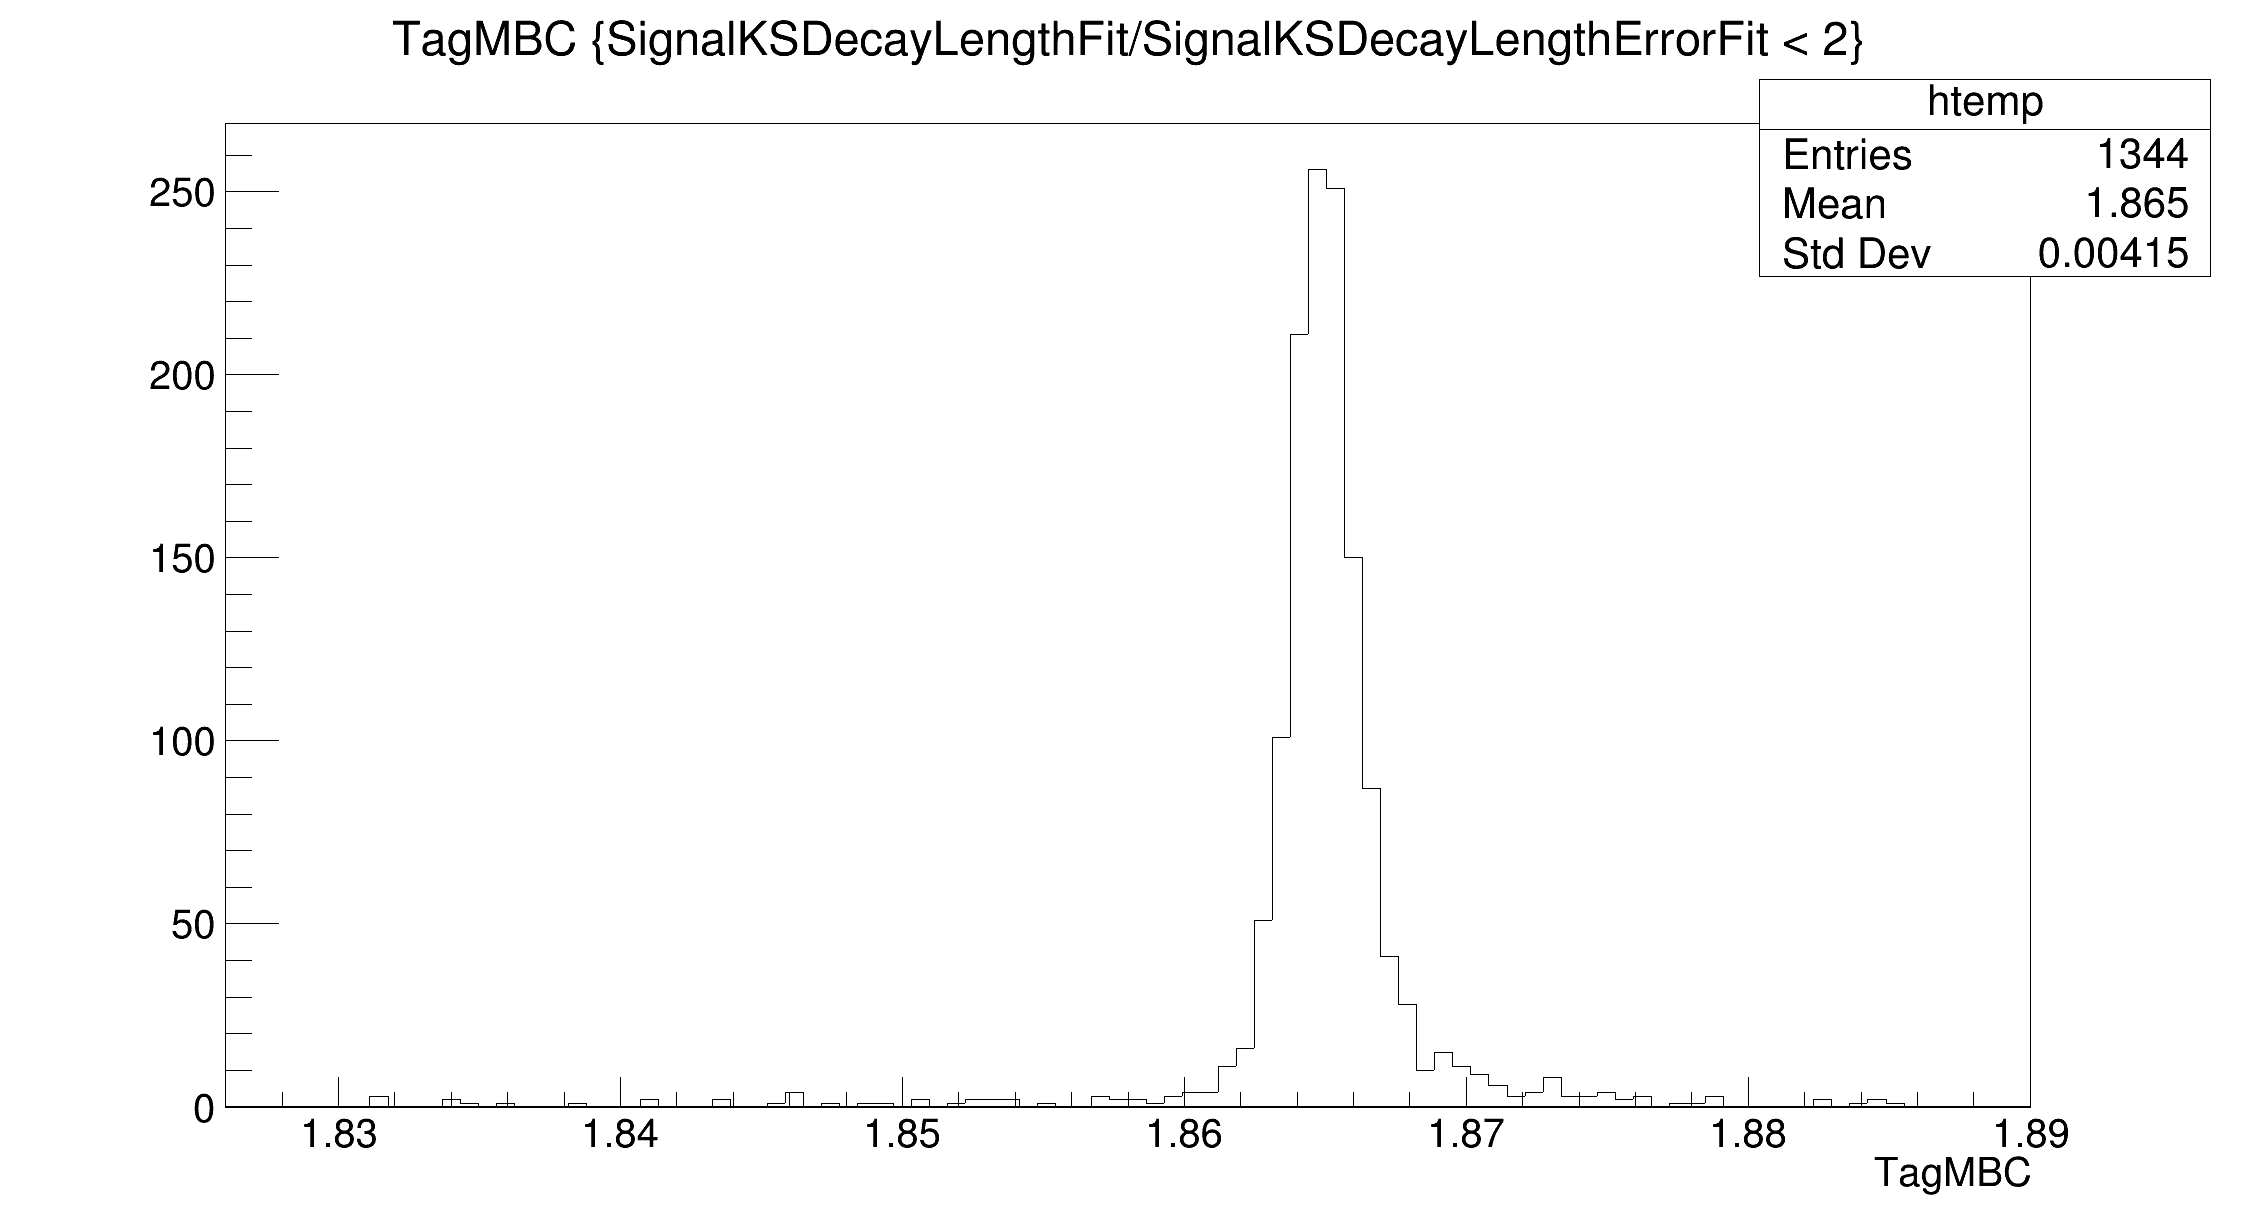 TagMBC {SignalKSDecayLengthFit/SignalKSDecayLengthErrorFit < 2}
htemp
Entries 1344
Mean 1.865
Std Dev 0.00415
250
200
150
100
50
0
1.83 1.84 1.85 1.86 1.87 1.88 1.89
TagMBC